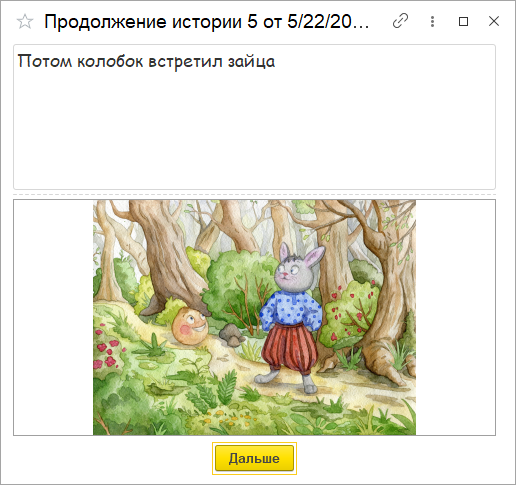 Продолжение истории 5 от 5/22/20...
Потом колобок встретил зайца
Дальше